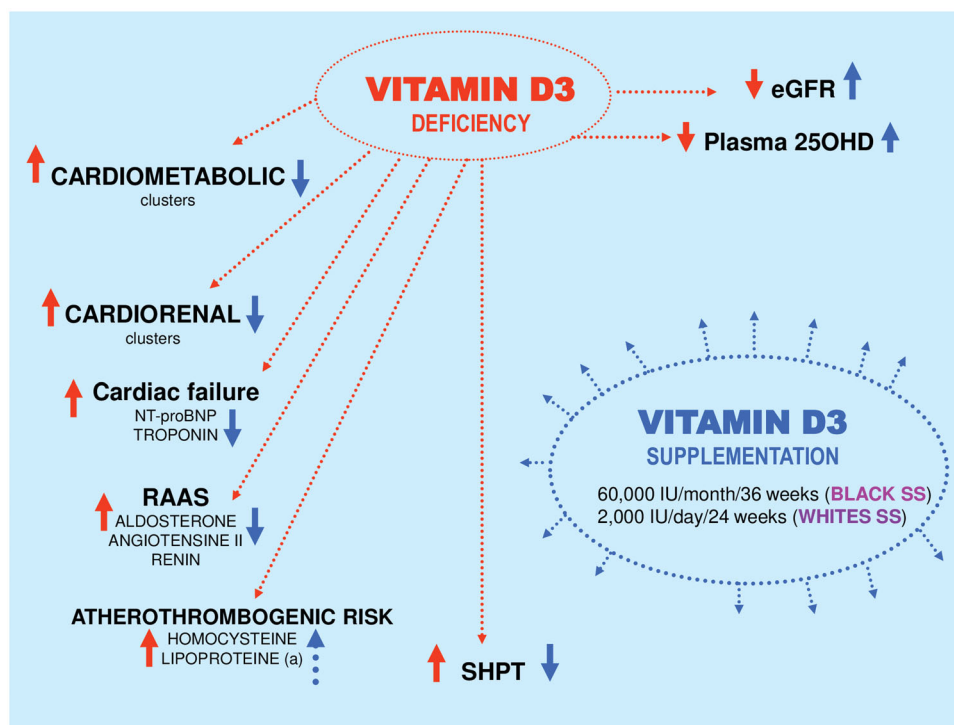 VITAMIN D3
DEFICIENCY
eGFR
Plasma 25OHD
CARDIOMETABOLIC
clusters
CARDIORENAL
clusters
Cardiac failure
NT-proBNP
TROPONIN
RAAS
ALDOSTERONE
ANGIOTENSINE II
RENIN
ATHEROTHROMBOGENIC RISK
HOMOCYSTEINE
LIPOPROTEINE (a)
SHPT
VITAMIN D3
SUPPLEMENTATION
60,000 IU/month/36 weeks (BLACK SS)
2,000 IU/day/24 weeks (WHITES SS)